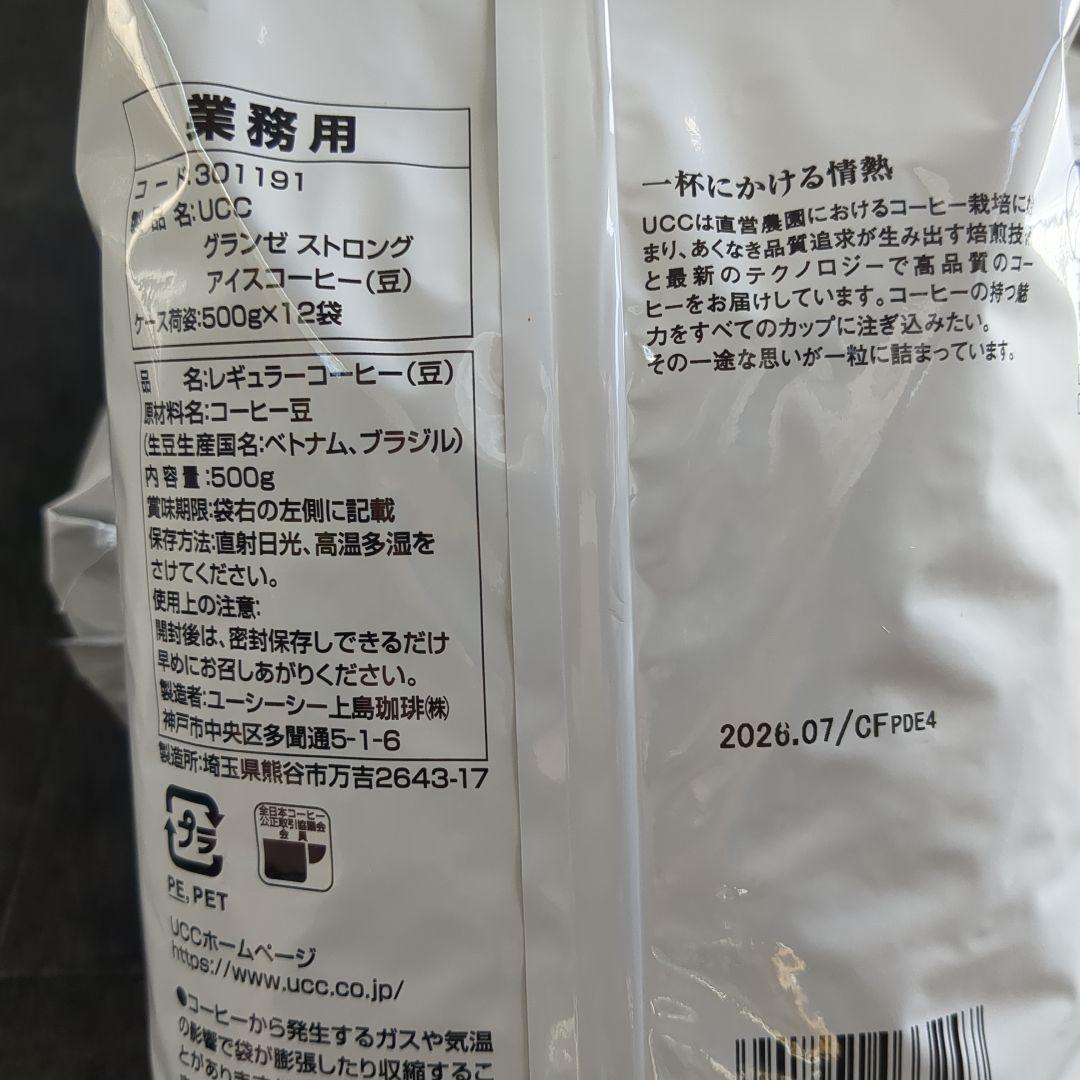 業務用
コード:301191
製品名:UCC
グランゼ ストロング
アイスコーヒー(豆)
ケース荷姿:500g×12袋
品 名:レギュラーコーヒー(豆)
原材料名:コーヒー豆
(生豆生産国名:ベトナム、ブラジル)
内容量:500g
賞味期限:袋右の左側に記載
保存方法:直射日光、高温多湿を
さけてください。
使用上の注意:
開封後は、密封保存しできるだけ
早めにお召しあがりください。
製造者:ユーシーシー上島珈琲㈱
神戸市中央区多聞通5-1-6
製造所:埼玉県熊谷市万吉2643-17
プラ
PE, PET
全日本コーヒー
公正取引協議会
会員
UCCホームページ
https://www.ucc.co.jp/
●コーヒーから発生するガスや気温
の影響で袋が膨張したり収縮するこ
とがあります
一杯にかける情熱
UCCは直営農園におけるコーヒー栽培に
まり、あくなき品質追求が生み出す焙煎技
と最新のテクノロジーで高品質のコー
ヒーをお届けしています。コーヒーの持つ魅
力をすべてのカップに注ぎ込みたい。
その一途な思いが一粒に詰まっています。
2026.07/CFPDE4